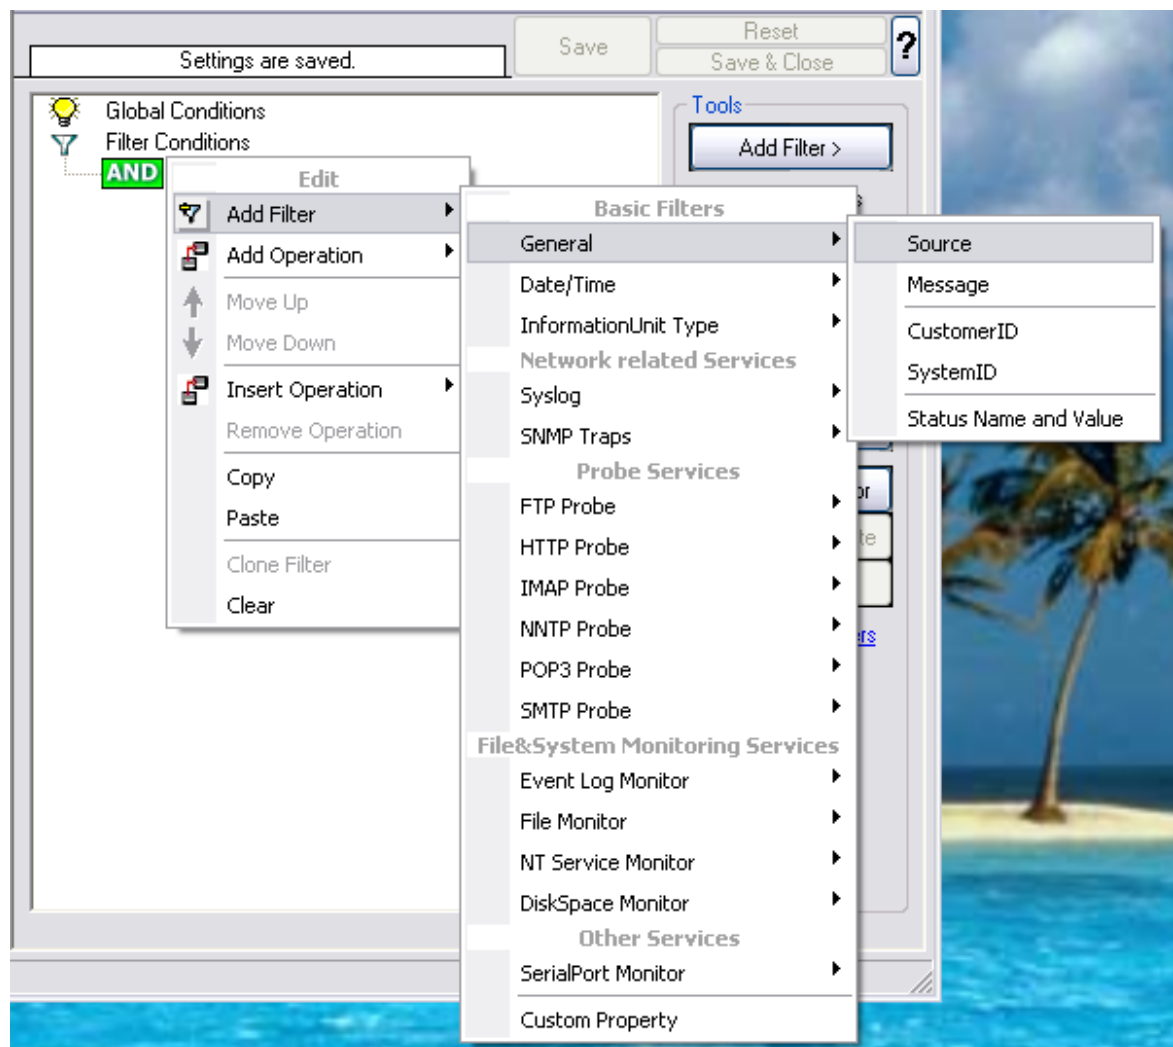 Settings are saved.
Save
Reset
Save & Close
?
Global Conditions
Filter Conditions
AND
Tools
Add Filter >
Edit
Add Filter
Add Operation
Move Up
Move Down
Insert Operation
Remove Operation
Copy
Paste
Clone Filter
Clear
Basic Filters
General
Date/Time
InformationUnit Type
Network related Services
Syslog
SNMP Traps
Probe Services
FTP Probe
HTTP Probe
IMAP Probe
NNTP Probe
POP3 Probe
SMTP Probe
File&System Monitoring Services
Event Log Monitor
File Monitor
NT Service Monitor
DiskSpace Monitor
Other Services
SerialPort Monitor
Custom Property
Source
Message
CustomerID
SystemID
Status Name and Value